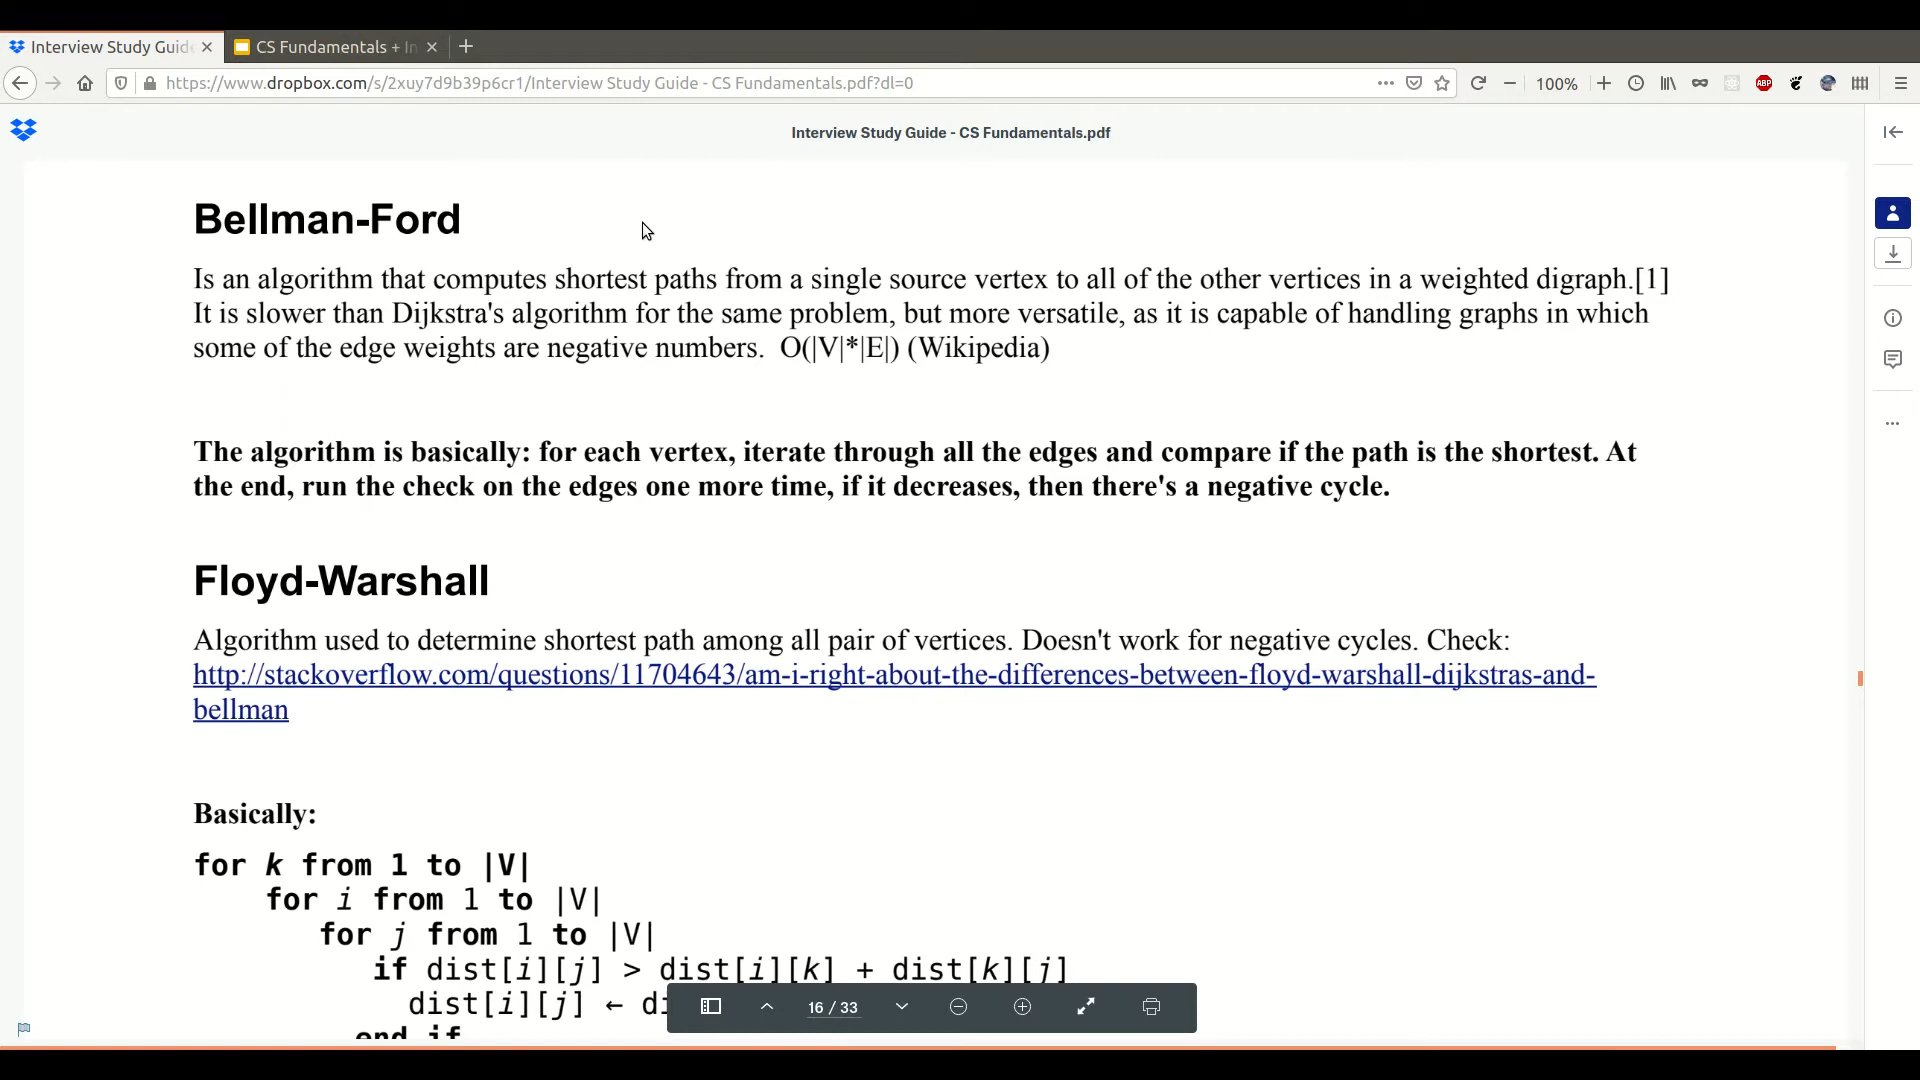 Interview Study Guid
CS Fundamentals + In
https://www.dropbox.com/s/2xuy7d9b39p6cr1/Interview Study Guide - CS Fundamentals.pdf?dl=0
100%
ABP
Interview Study Guide - CS Fundamentals.pdf
Bellman-Ford
Is an algorithm that computes shortest paths from a single source vertex to all of the other vertices in a weighted digraph.[1]
It is slower than Dijkstra's algorithm for the same problem, but more versatile, as it is capable of handling graphs in which
some of the edge weights are negative numbers.  O(|V|*|E|) (Wikipedia)
The algorithm is basically: for each vertex, iterate through all the edges and compare if the path is the shortest. At
the end, run the check on the edges one more time, if it decreases, then there's a negative cycle.
Floyd-Warshall
Algorithm used to determine shortest path among all pair of vertices. Doesn't work for negative cycles. Check:
http://stackoverflow.com/questions/11704643/am-i-right-about-the-differences-between-floyd-warshall-dijkstras-and-
bellman
Basically:
for k from 1 to |V|
for i from 1 to |V|
for j from 1 to |V|
if dist[i][j] > dist[i][k] + dist[k][j]
dist[i][j] ← di
end if
16 / 33